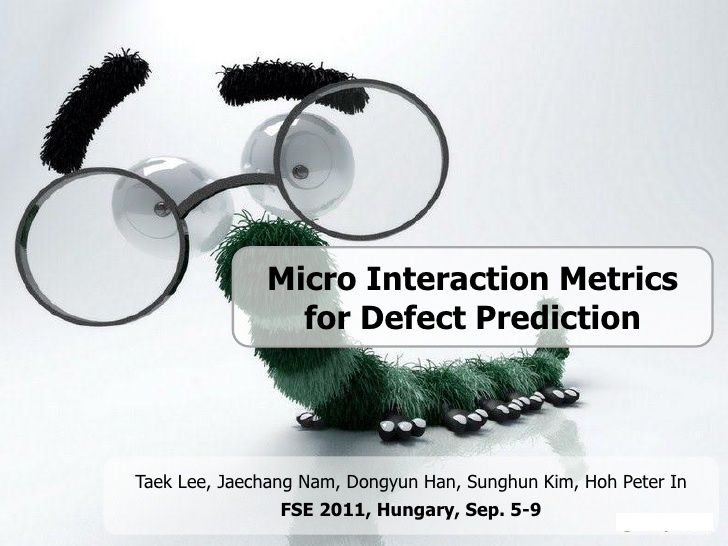 Micro Interaction Metrics
for Defect Prediction
Taek Lee, Jaechang Nam, Dongyun Han, Sunghun Kim, Hoh Peter In
FSE 2011, Hungary, Sep. 5-9